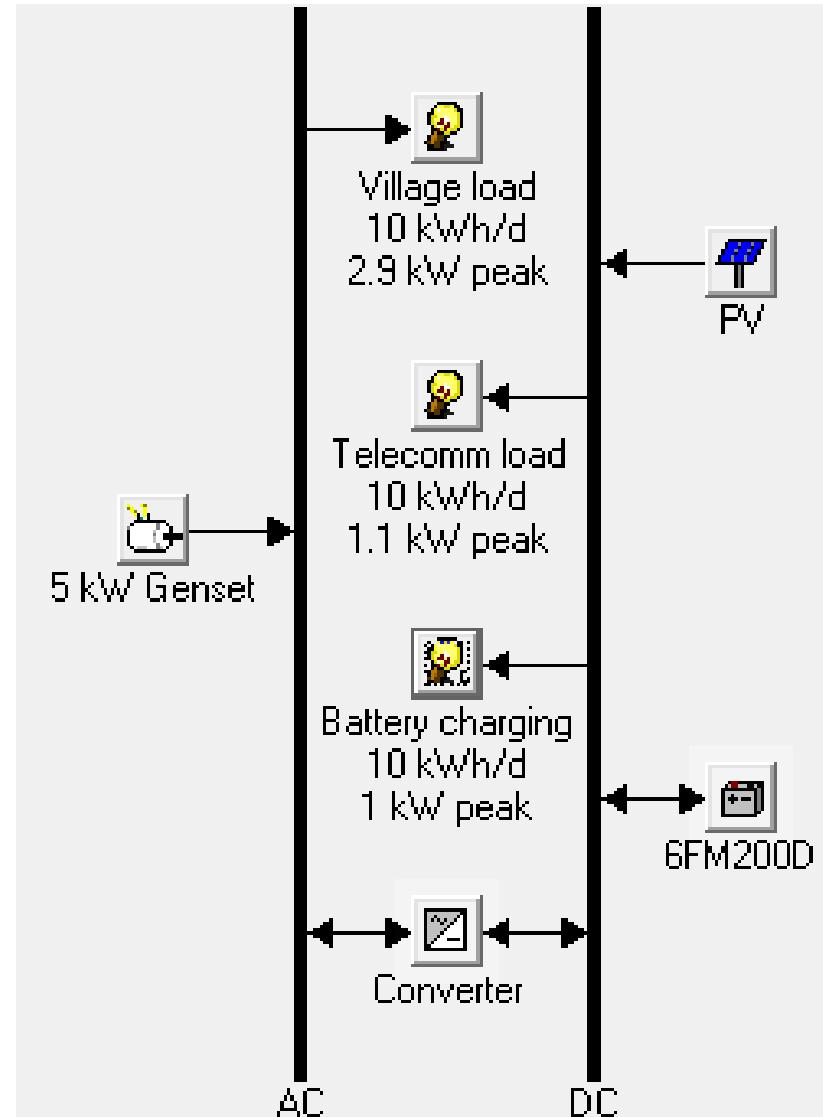 Village load
10 kWh/d
2.9 kW peak
PV
Telecomm load
10 kWh/d
1.1 kW peak
5 kW Genset
Battery charging
10 kWh/d
1 kW peak
6FM200D
Converter
AC
DC